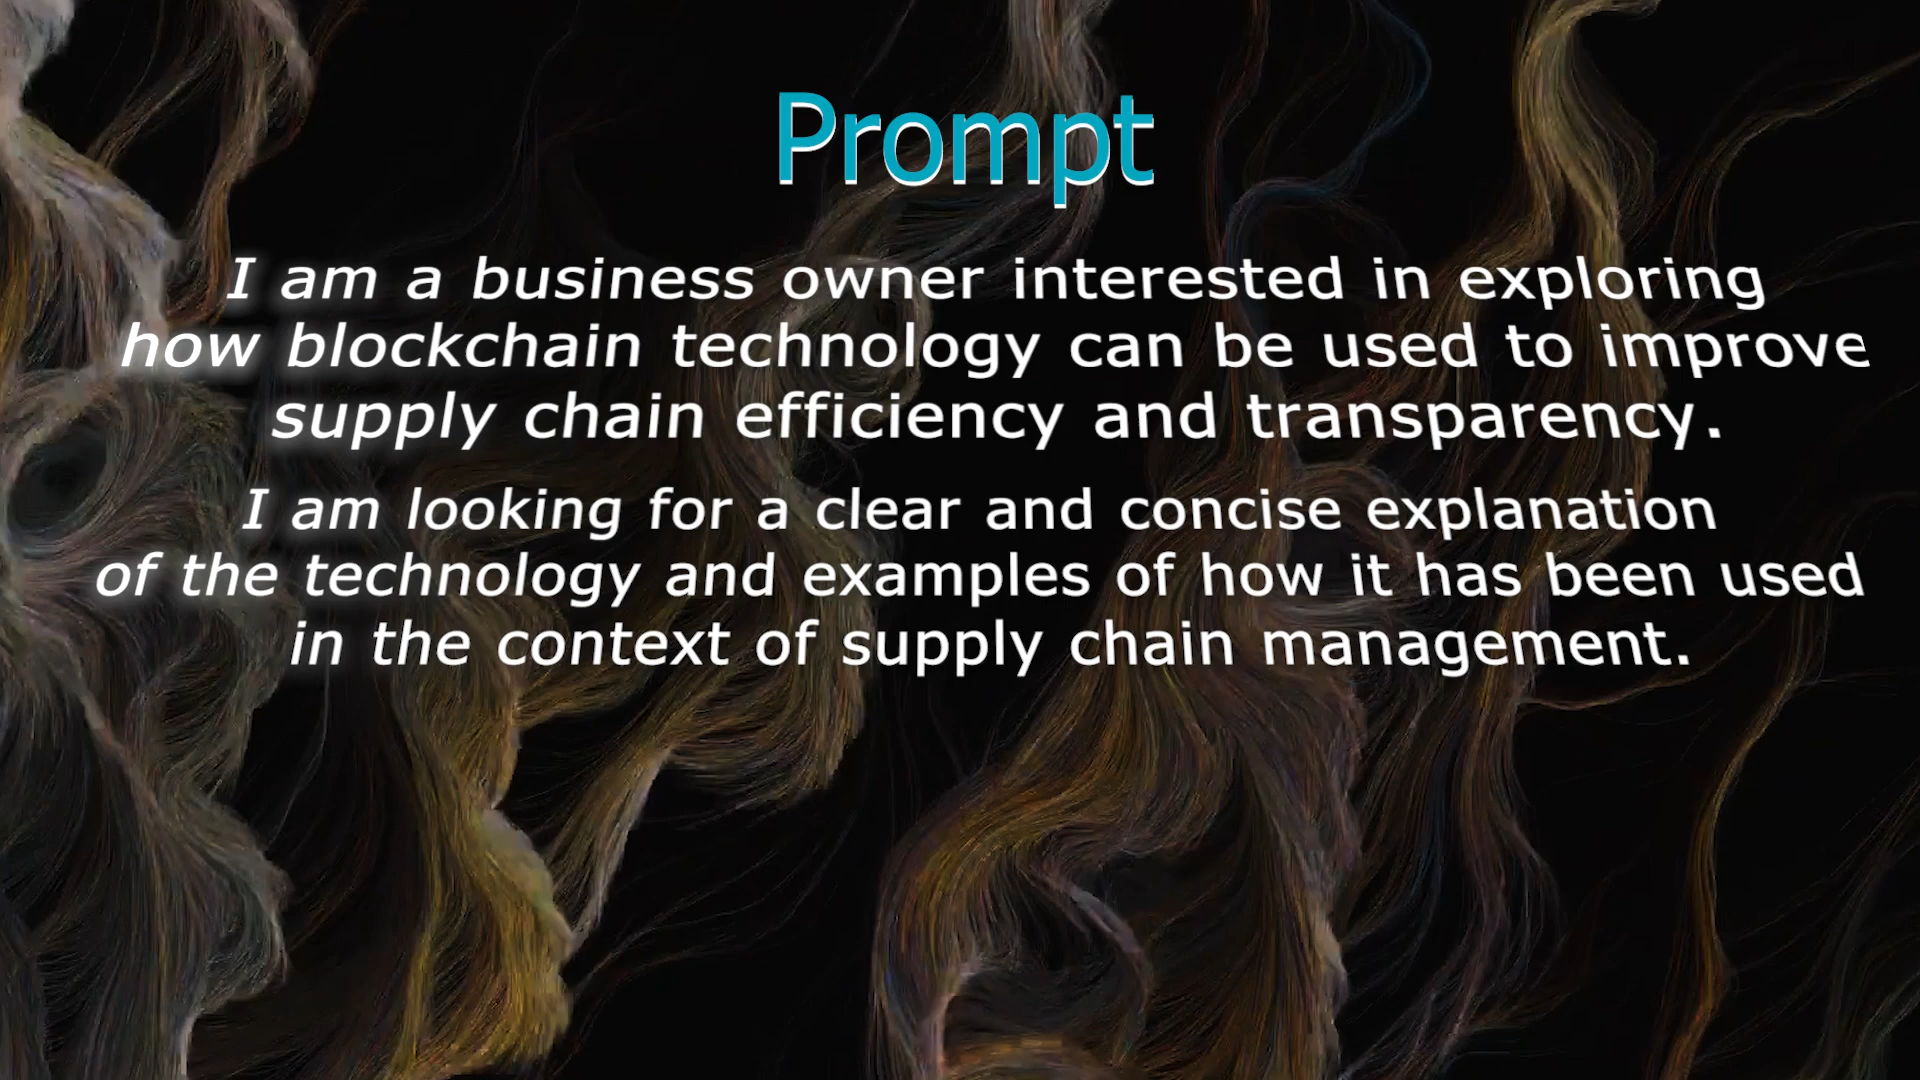 Prompt
I am a business owner interested in exploring
how blockchain technology can be used to improve
supply chain efficiency and transparency.
I am looking for a clear and concise explanation
of the technology and examples of how it has been used
in the context of supply chain management.